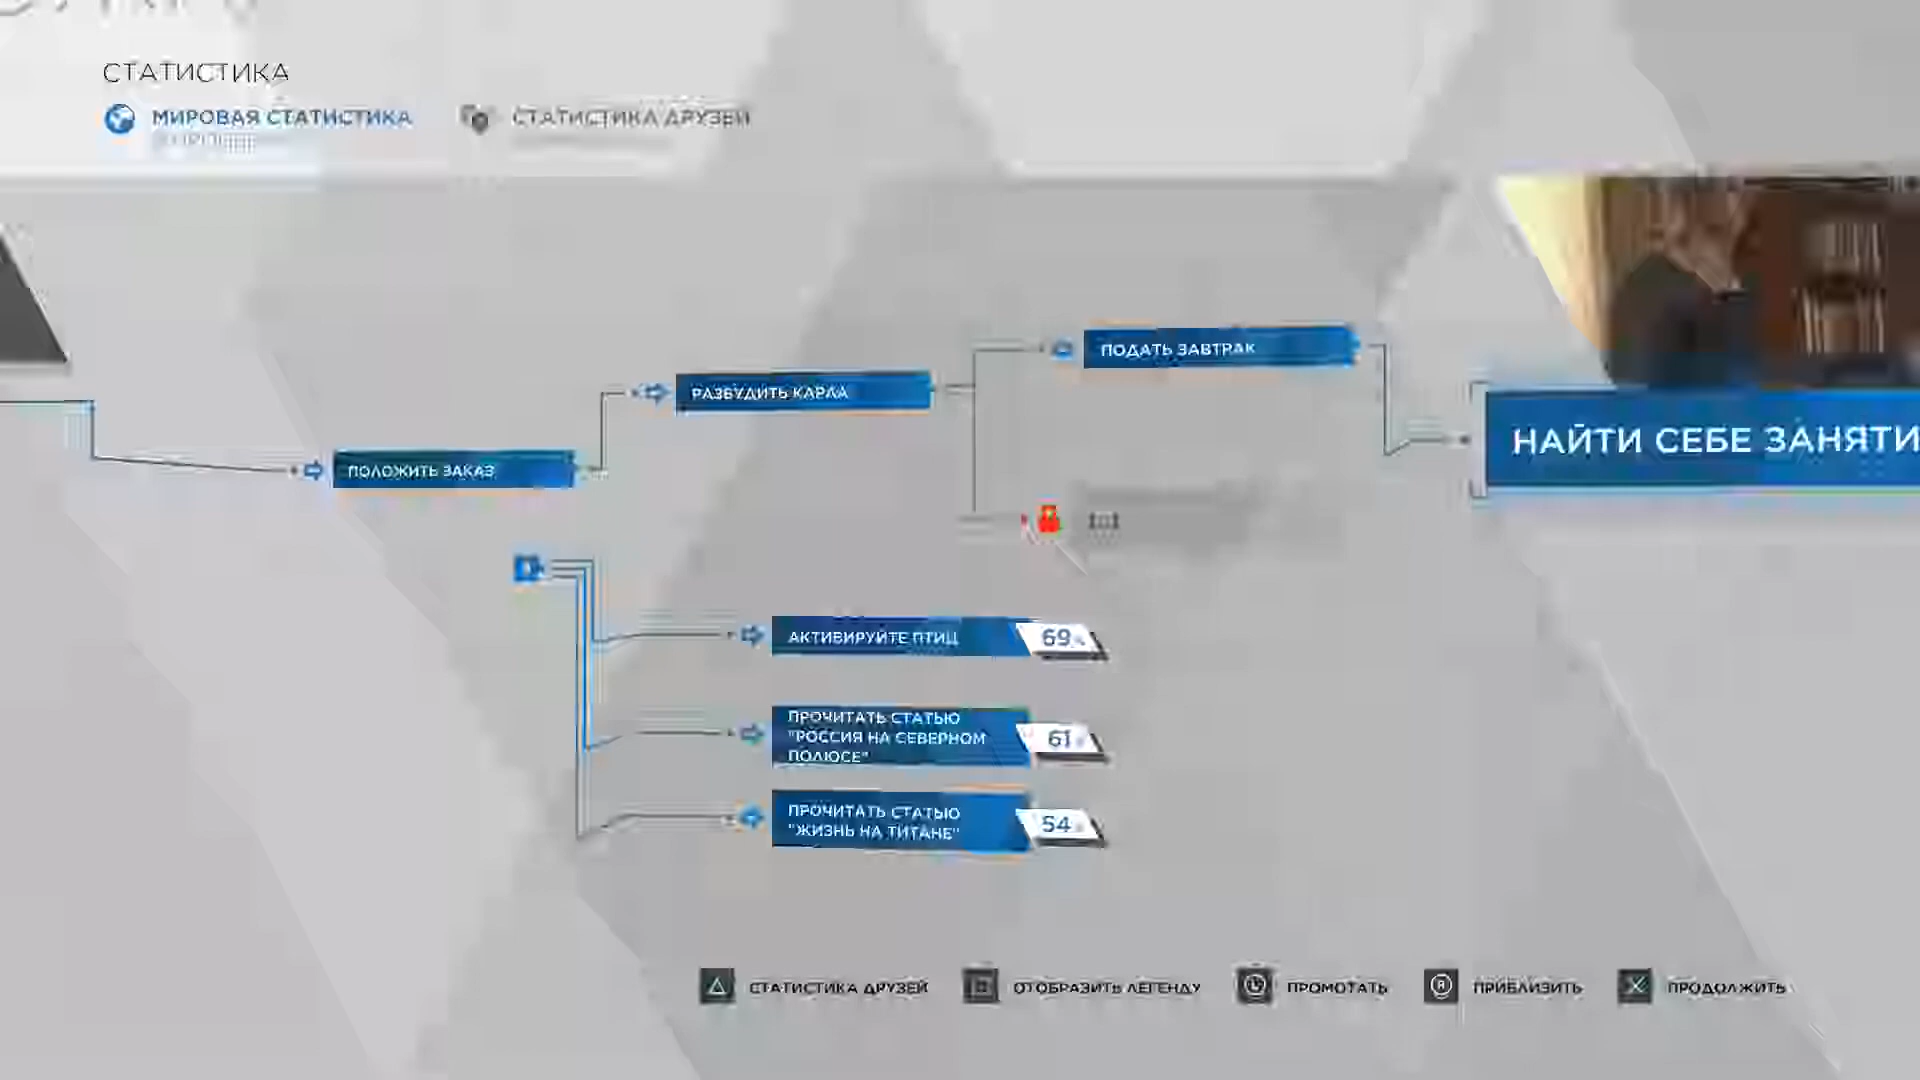 СТАТИСТИКА
МИРОВАЯ СТАТИСТИКА
СТАТИСТИКА ДРУЗЕЙ
ПОДАТЬ ЗАВТРАК
РАЗБУДИТЬ КАРЛА
НАЙТИ СЕБЕ ЗАНЯТИ
ПОЛОЖИТЬ ЗАКАЗ
АКТИВИРУЙТЕ ПТИЦ
69%
ПРОЧИТАТЬ СТАТЬЮ
"РОССИЯ НА СЕВЕРНОМ
ПОЛЮСЕ"
61%
ПРОЧИТАТЬ СТАТЬЮ
"ЖИЗНЬ НА ТИТАНЕ"
54%
СТАТИСТИКА ДРУЗЕЙ
ОТОБРАЗИТЬ ЛЕГЕНДУ
ПРОМОТАТЬ
R ПРИБЛИЗИТЬ
ПРОДОЛЖИТЬ